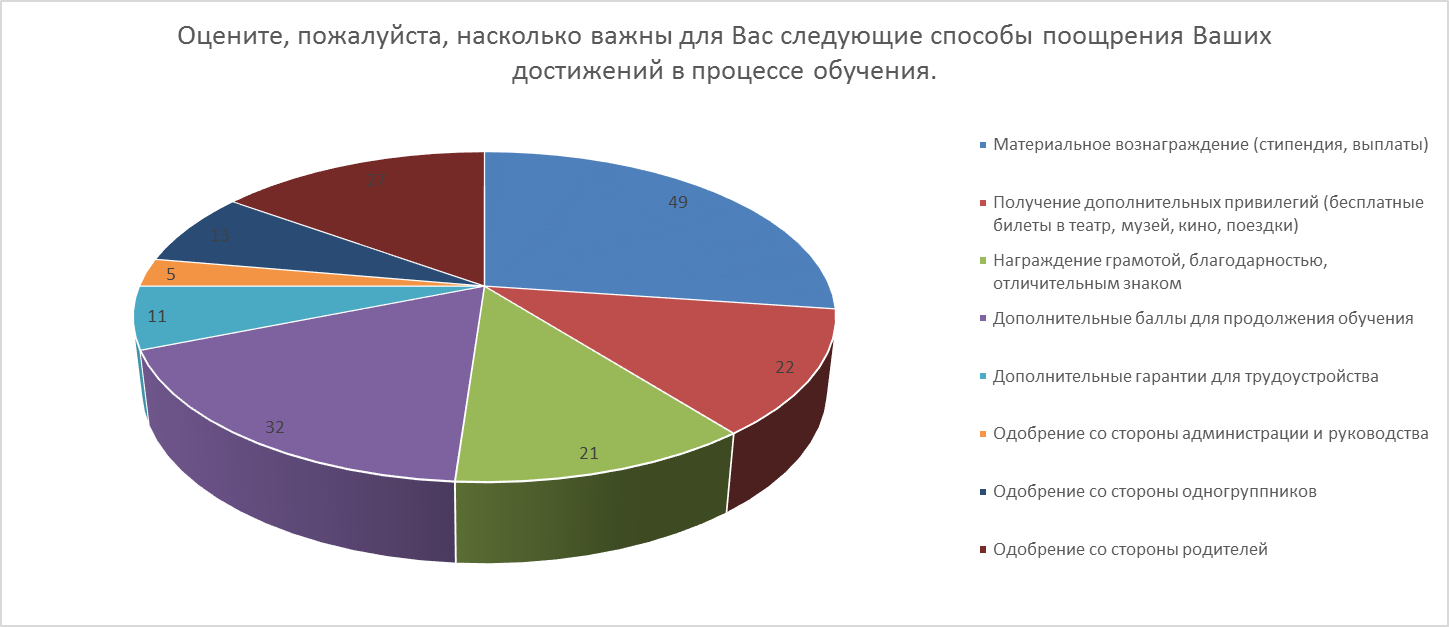 Оцените, пожалуйста, насколько важны для Вас следующие способы поощрения Ваших
достижений в процессе обучения.
49
22
21
32
11
5
13
27
Материальное вознаграждение (стипендия, выплаты)
Получение дополнительных привилегий (бесплатные
билеты в театр, музей, кино, поездки)
Награждение грамотой, благодарностью,
отличительным знаком
Дополнительные баллы для продолжения обучения
Дополнительные гарантии для трудоустройства
Одобрение со стороны администрации и руководства
Одобрение со стороны одногруппников
Одобрение со стороны родителей